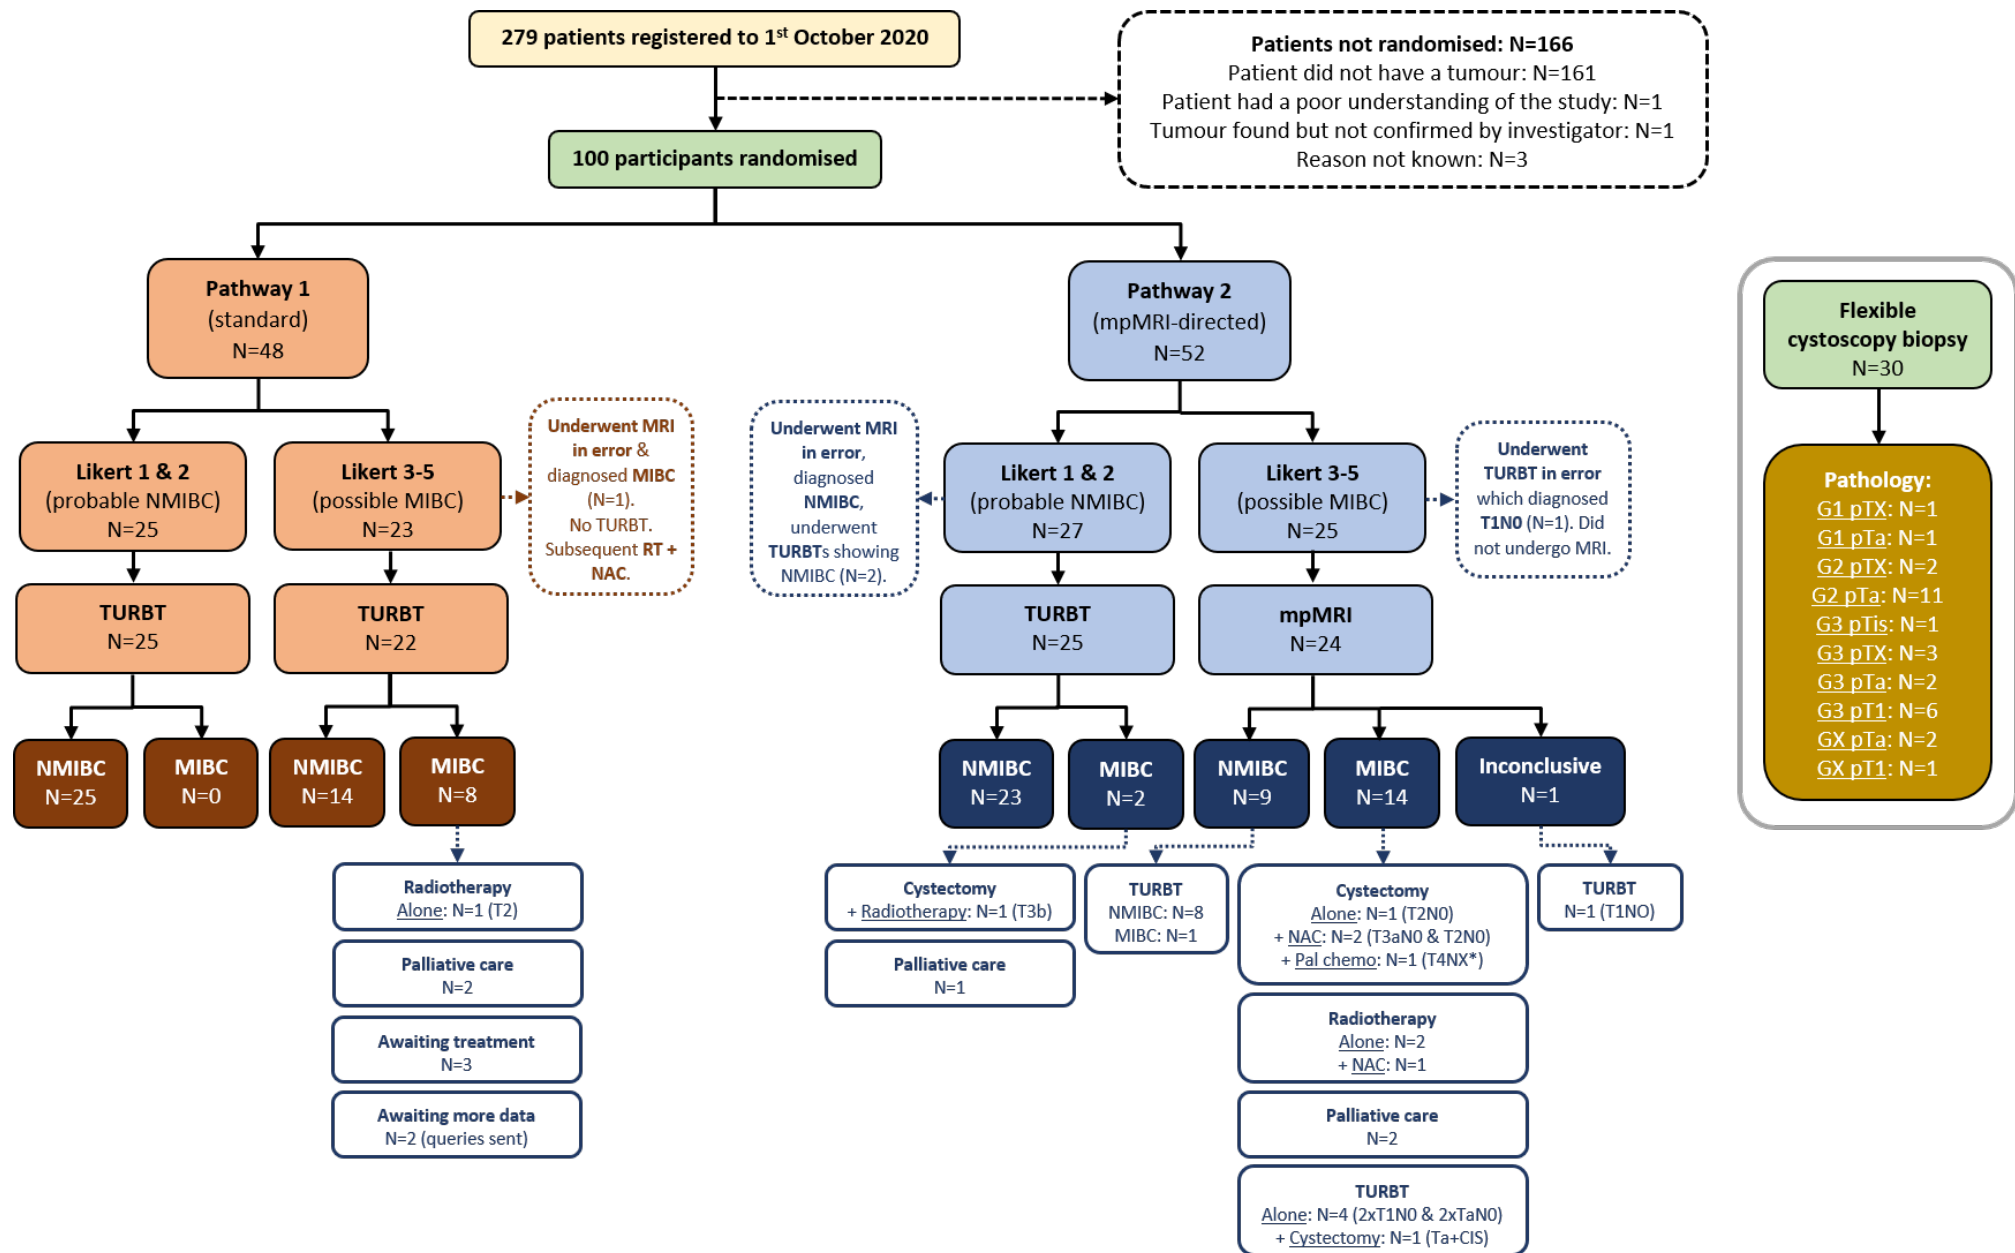 279 patients registered to 1st October 2020
Patients not randomised: N=166
Patient did not have a tumour: N=161
Patient had a poor understanding of the study: N=1
Tumour found but not confirmed by investigator: N=1
Reason not known: N=3
100 participants randomised
Pathway 1
(standard)
N=48
Pathway 2
(mpMRI-directed)
N=52
Likert 1 & 2
(probable NMIBC)
N=25
Likert 3-5
(possible MIBC)
N=23
Underwent MRI
in error &
diagnosed MIBC
(N=1).
No TURBT.
Subsequent RT +
NAC.
Underwent MRI
in error,
diagnosed
NMIBC,
underwent
TURBTs showing
NMIBC (N=2).
Likert 1 & 2
(probable NMIBC)
N=27
Likert 3-5
(possible MIBC)
N=25
Underwent
TURBT in error
which diagnosed
T1N0 (N=1). Did
not undergo MRI.
TURBT
N=25
TURBT
N=22
TURBT
N=25
mpMRI
N=24
NMIBC
N=25
MIBC
N=0
NMIBC
N=14
MIBC
N=8
NMIBC
N=23
MIBC
N=2
NMIBC
N=9
MIBC
N=14
Inconclusive
N=1
Radiotherapy
Alone: N=1 (T2)
Palliative care
N=2
Awaiting treatment
N=3
Awaiting more data
N=2 (queries sent)
Cystectomy
+ Radiotherapy: N=1 (T3b)
Palliative care
N=1
TURBT
NMIBC: N=8
MIBC: N=1
Cystectomy
Alone: N=1 (T2N0)
+ NAC: N=2 (T3aN0 & T2N0)
+ Pal chemo: N=1 (T4NX*)
Radiotherapy
Alone: N=2
+ NAC: N=1
Palliative care
N=2
TURBT
Alone: N=4 (2xT1N0 & 2xTaN0)
+ Cystectomy: N=1 (Ta+CIS)
TURBT
N=1 (T1NO)
Flexible
cystoscopy biopsy
N=30
Pathology:
G1 pTX: N=1
G1 pTa: N=1
G2 pTX: N=2
G2 pTa: N=11
G3 pTis: N=1
G3 pTX: N=3
G3 pTa: N=2
G3 pT1: N=6
GX pTa: N=2
GX pT1: N=1